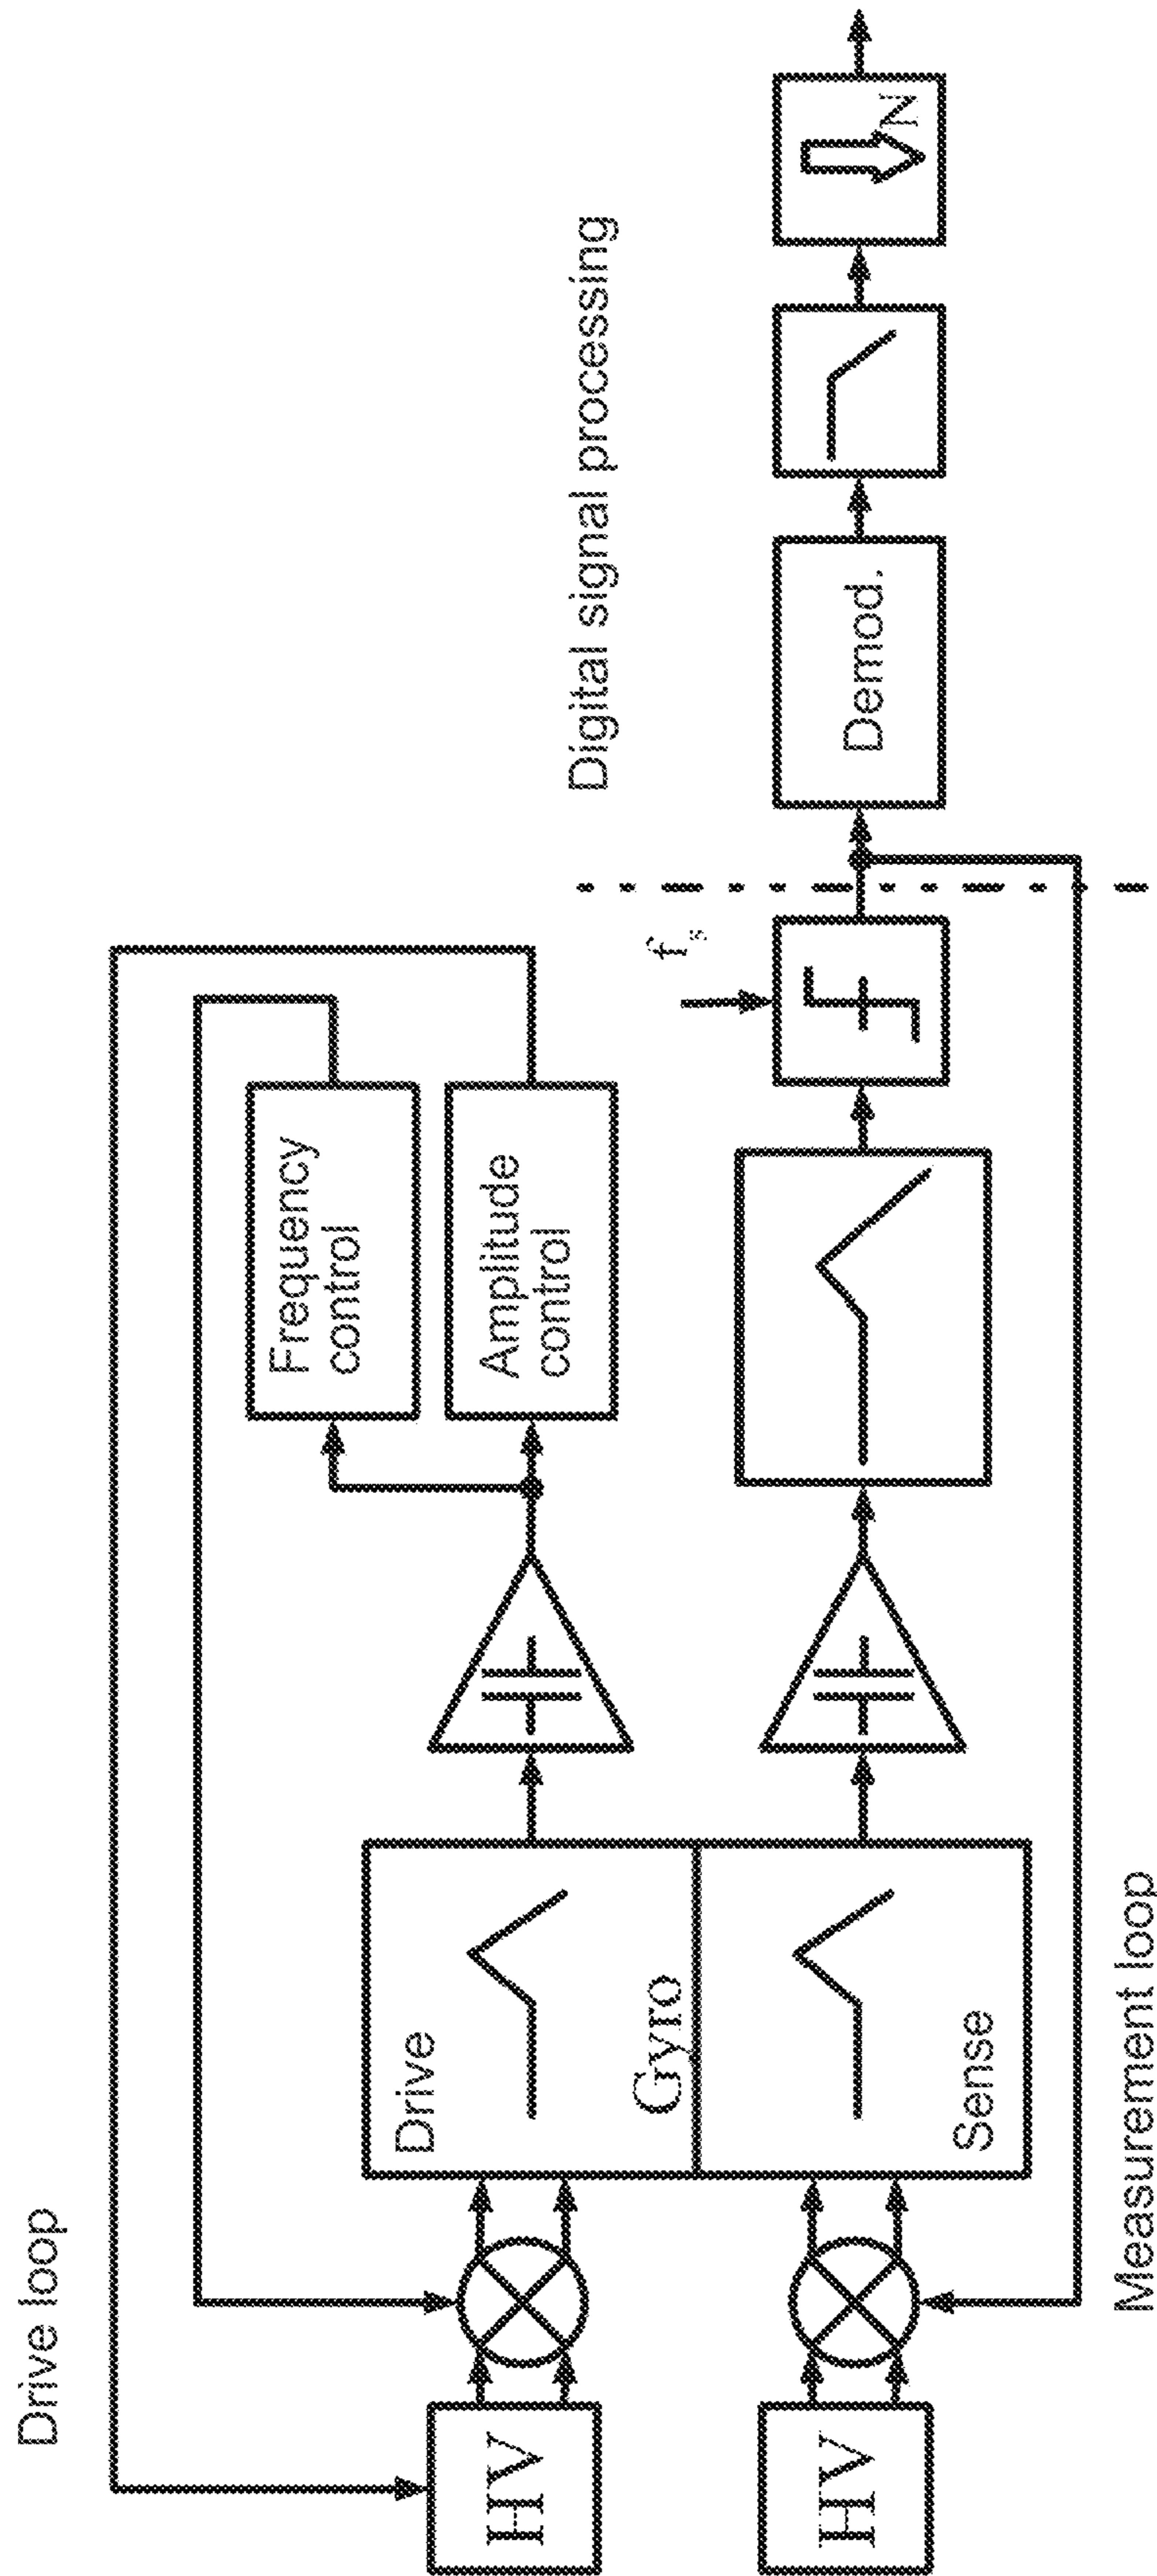 Drive loop
HV
Drive
Gyro
Frequency
control
Amplitude
control
HV
Sense
f s
Digital signal processing
Demod.
N
Measurement loop